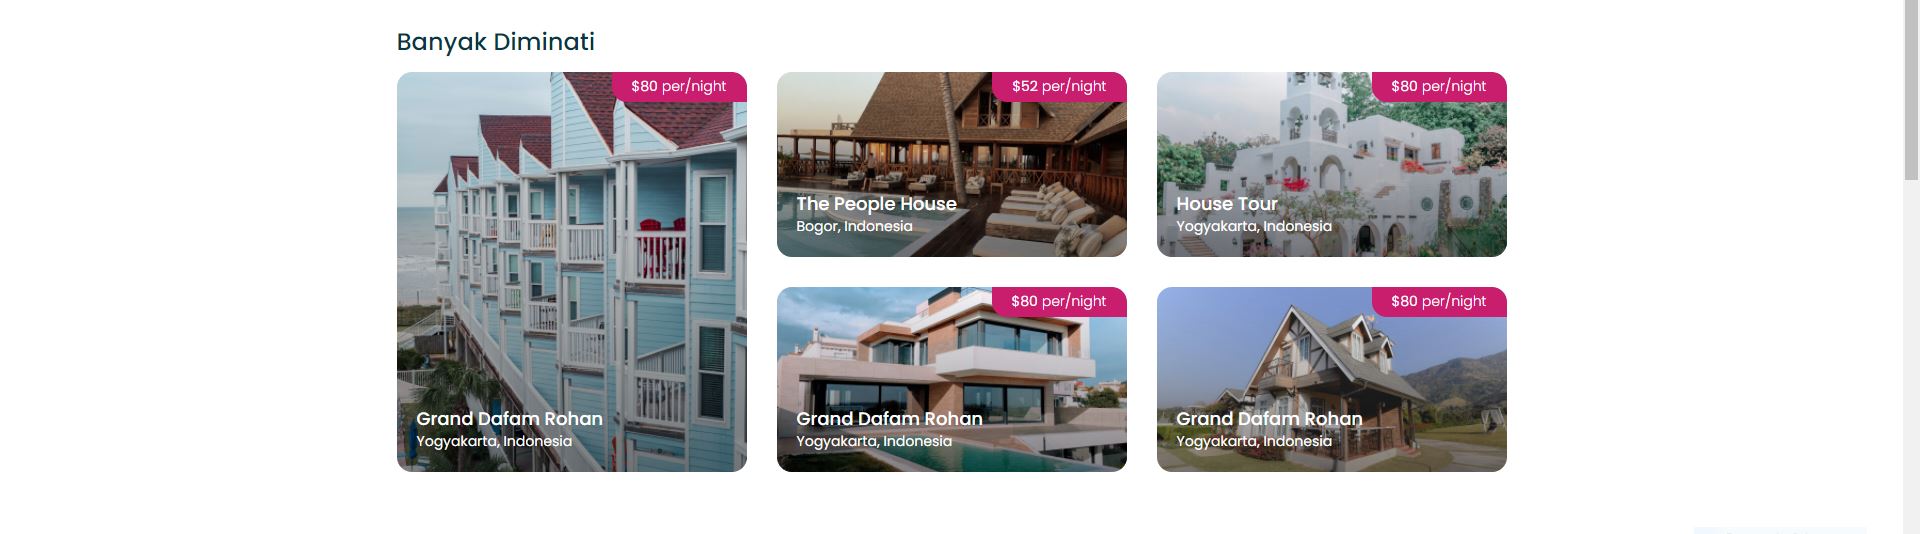 Banyak Diminati
$80 per/night
Grand Dafam Rohan
Yogyakarta, Indonesia
$52 per/night
The People House
Bogor, Indonesia
$80 per/night
House Tour
Yogyakarta, Indonesia
$80 per/night
Grand Dafam Rohan
Yogyakarta, Indonesia
$80 per/night
Grand Dafam Rohan
Yogyakarta, Indonesia